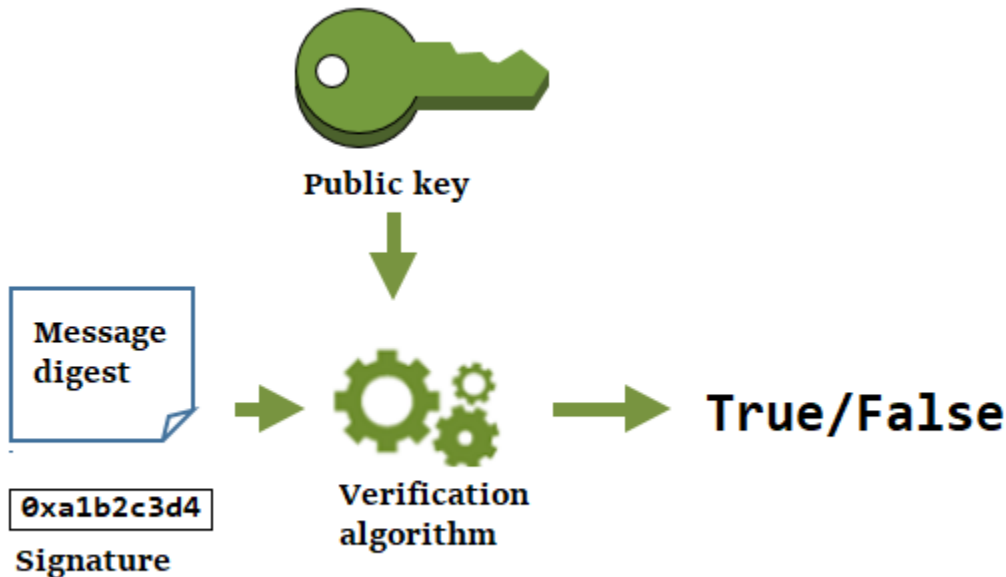 Public key
Message
digest
True/False
0xa1b2c3d4
Signature
Verification
algorithm